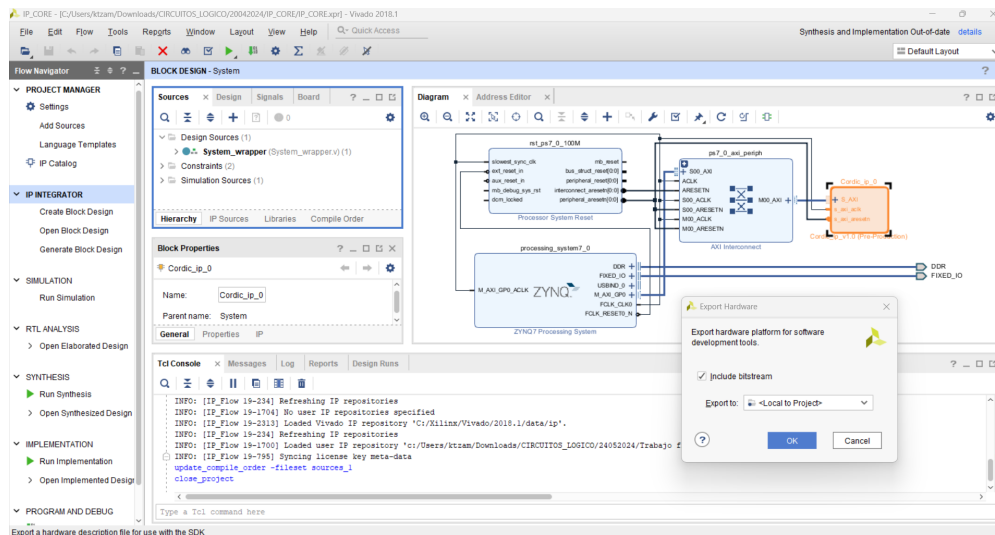 IP_CORE - [C:/Users/ktzam/Downloads/CIRCUITOS_LOGICO/20042024/IP_CORE/IP_CORE.xpr] - Vivado 2018.1
File Edit Flow Tools Reports Window Layout View Help Quick Access
Synthesis and Implementation Out-of-date details
Default Layout
Flow Navigator
PROJECT MANAGER
Settings
Add Sources
Language Templates
IP Catalog
IP INTEGRATOR
Create Block Design
Open Block Design
Generate Block Design
SIMULATION
Run Simulation
RTL ANALYSIS
Open Elaborated Design
SYNTHESIS
Run Synthesis
Open Synthesized Design
IMPLEMENTATION
Run Implementation
Open Implemented Design
PROGRAM AND DEBUG
BLOCK DESIGN - System
Sources Design Signals Board
0
Design Sources (1)
System_wrapper (System_wrapper.v) (1)
Constraints (2)
Simulation Sources (1)
Hierarchy IP Sources Libraries Compile Order
Block Properties
Cordic_ip_0
Name: Cordic_ip_0
Parent name: System
General Properties IP
Diagram Address Editor
rst_ps7_0_100M
slowest_sync_clk mb_reset
ext_reset_in bus_struct_reset[0:0]
aux_reset_in peripheral_reset[0:0]
mb_debug_sys_rst interconnect_aresetn[0:0]
dcm_locked peripheral_aresetn[0:0]
Processor System Reset
ps7_0_axi_periph
S00_AXI
ACLK
ARESETN
S00_ACLK M00_AXI
S00_ARESETN
M00_ACLK
M00_ARESETN
AXI Interconnect
Cordic_ip_0
S_AXI
s_axi_aclk
s_axi_aresetn
Cordic_ip_v1.0 (Pre-Production)
processing_system7_0
DDR
FIXED_IO
USBIND_0
M_AXI_GP0_ACLK ZYNQ M_AXI_GP0
FCLK_CLK0
FCLK_RESET0_N
ZYNQ7 Processing System
DDR
FIXED_IO
Export Hardware
Export hardware platform for software
development tools.
Include bitstream
Export to: <Local to Project>
OK Cancel
Tcl Console Messages Log Reports Design Runs
INFO: [IP_Flow 19-234] Refreshing IP repositories
INFO: [IP_Flow 19-1704] No user IP repositories specified
INFO: [IP_Flow 19-2313] Loaded Vivado IP repository 'C:/Xilinx/Vivado/2018.1/data/ip'.
INFO: [IP_Flow 19-234] Refreshing IP repositories
INFO: [IP_Flow 19-1700] Loaded user IP repository 'c:/Users/ktzam/Downloads/CIRCUITOS_LOGICO/24052024/Trabajo f
INFO: [IP_Flow 19-795] Syncing license key meta-data
update_compile_order -fileset sources_1
close_project
Type a Tcl command here
Export a hardware description file for use with the SDK